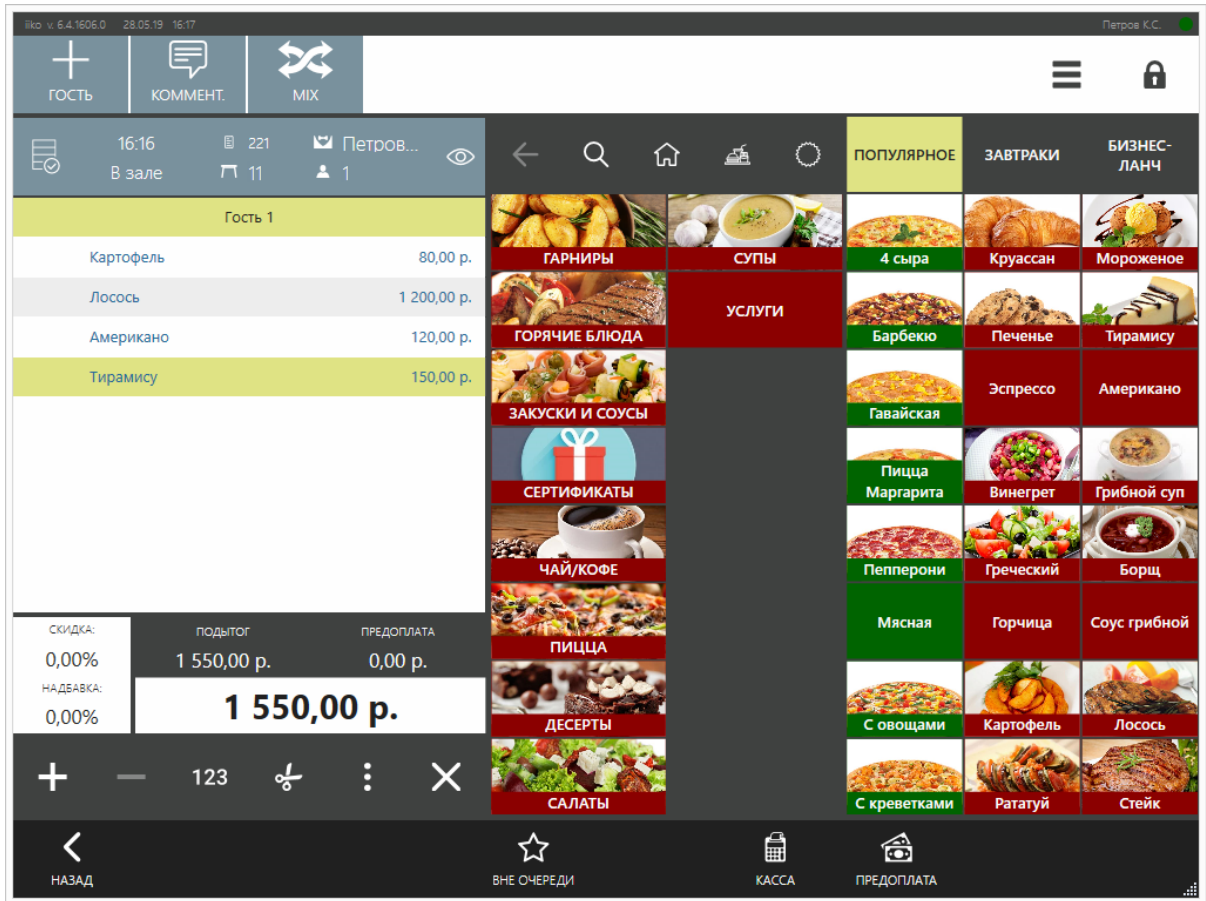 iiko v. 6.4.1606.0 28.05.19 16:17 Петров К.С.
ГОСТЬ КОММЕНТ. MIX
16:16 221 Петров...
В зале 11 1
ПОПУЛЯРНОЕ ЗАВТРАКИ БИЗНЕС-
ЛАНЧ
Гость 1
Картофель 80,00 р.
Лосось 1 200,00 р.
Американо 120,00 р.
Тирамису 150,00 р.
СКИДКА: ПОДЫТОГ ПРЕДОПЛАТА
0,00% 1 550,00 р. 0,00 р.
НАДБАВКА:
0,00% 1 550,00 р.
123
ГАРНИРЫ СУПЫ
ГОРЯЧИЕ БЛЮДА УСЛУГИ
ЗАКУСКИ И СОУСЫ
СЕРТИФИКАТЫ
ЧАЙ/КОФЕ
ПИЦЦА
ДЕСЕРТЫ
САЛАТЫ
4 сыра Круассан Мороженое
Барбекю Печенье Тирамису
Гавайская Эспрессо Американо
Пицца
Маргарита Винегрет Грибной суп
Пепперони Греческий Борщ
Мясная Горчица Соус грибной
С овощами Картофель Лосось
С креветками Рататуй Стейк
НАЗАД ВНЕ ОЧЕРЕДИ КАССА ПРЕДОПЛАТА